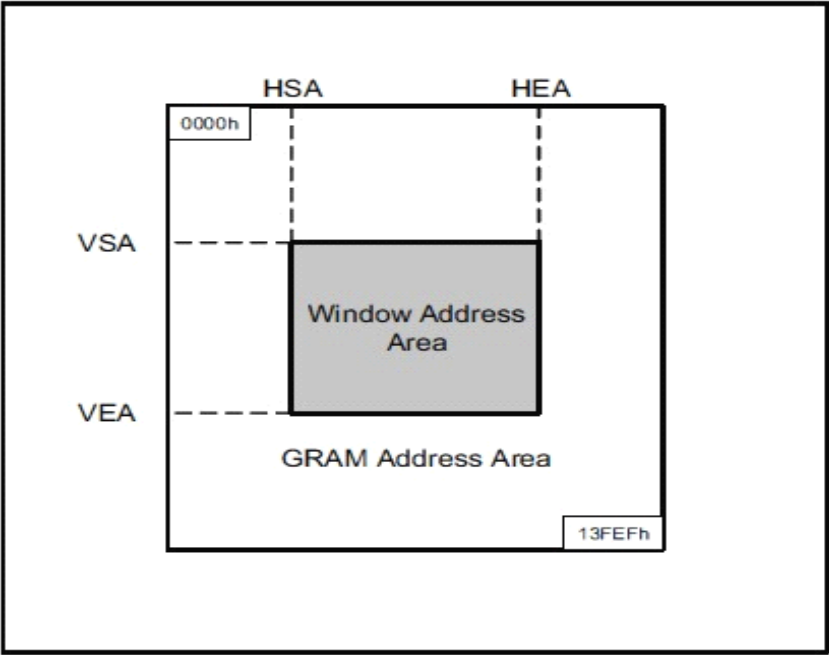 HSA HEA
0000h
VSA
Window Address
Area
VEA
GRAM Address Area
13FEFh